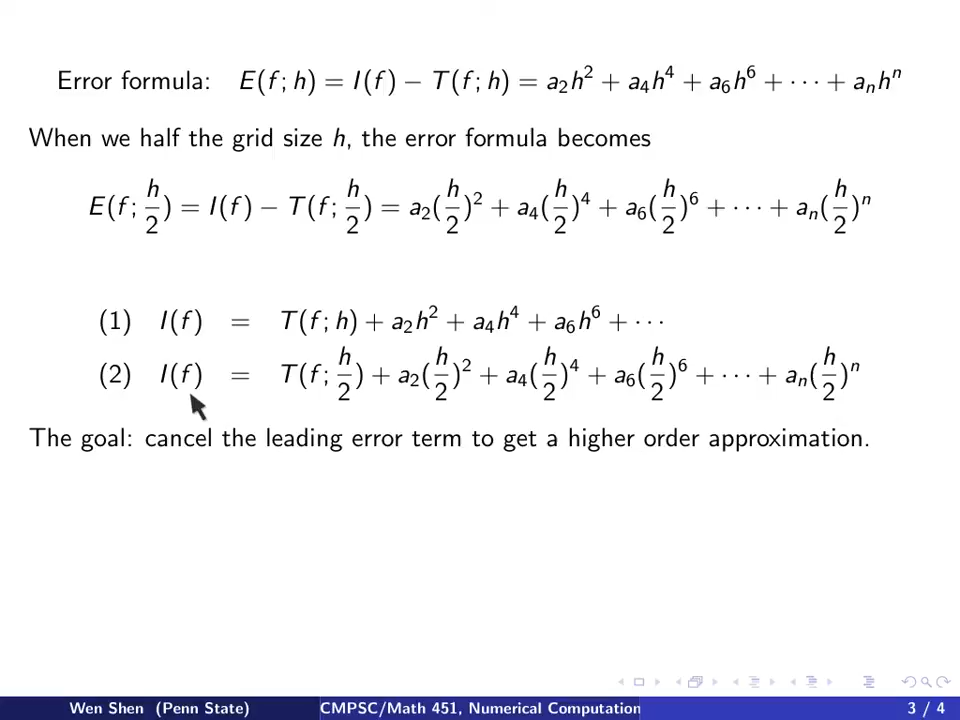 Error formula: E(f; h) = I(f) − T(f; h) = a₂h² + a₄h⁴ + a₆h⁶ + ··· + aₙhⁿ
When we half the grid size h, the error formula becomes
E(f; h/2) = I(f) − T(f; h/2) = a₂(h/2)² + a₄(h/2)⁴ + a₆(h/2)⁶ + ··· + aₙ(h/2)ⁿ
(1) I(f) = T(f; h) + a₂h² + a₄h⁴ + a₆h⁶ + ···
(2) I(f) = T(f; h/2) + a₂(h/2)² + a₄(h/2)⁴ + a₆(h/2)⁶ + ··· + aₙ(h/2)ⁿ
The goal: cancel the leading error term to get a higher order approximation.
Wen Shen (Penn State) CMPSC/Math 451, Numerical Computation 3 / 4